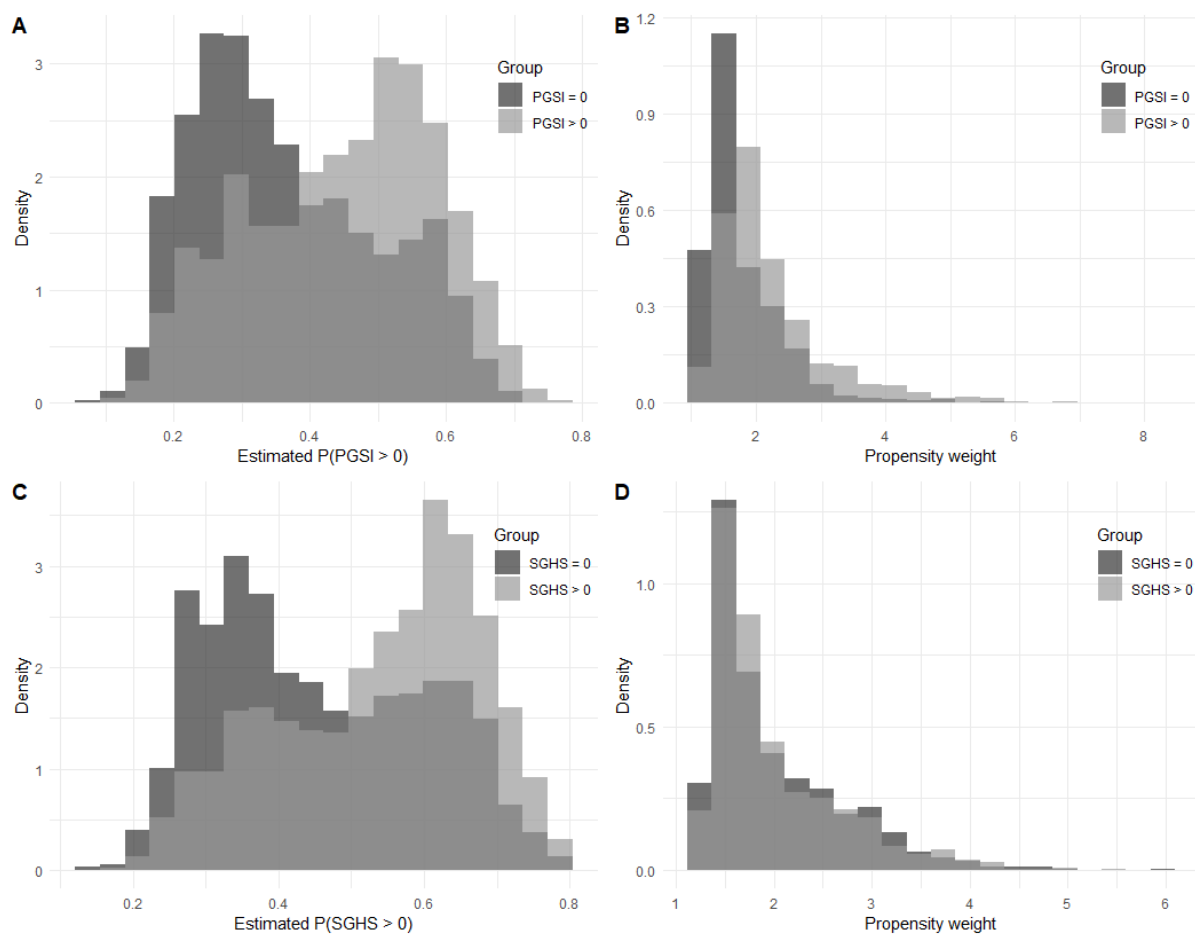 A
Density
3
2
1
0
0.2 0.4 0.6 0.8
Estimated P(PGSI > 0)
Group
PGSI = 0
PGSI > 0
B
Density
1.2
0.9
0.6
0.3
0.0
2 4 6 8
Propensity weight
Group
PGSI = 0
PGSI > 0
C
Density
3
2
1
0
0.2 0.4 0.6 0.8
Estimated P(SGHS > 0)
Group
SGHS = 0
SGHS > 0
D
Density
1.0
0.5
0.0
1 2 3 4 5 6
Propensity weight
Group
SGHS = 0
SGHS > 0